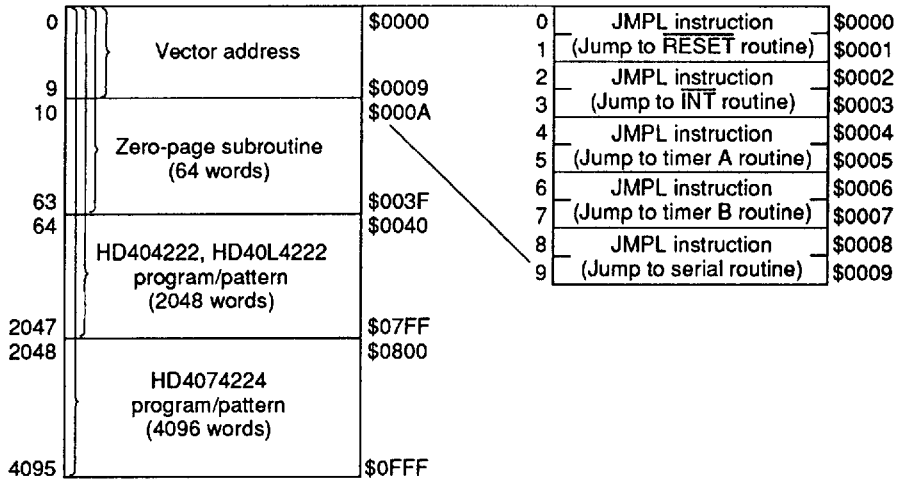 0
Vector address
$0000
9
$0009
10
$000A
Zero-page subroutine
(64 words)
63
$003F
64
$0040
HD404222, HD40L4222
program/pattern
(2048 words)
2047
$07FF
2048
$0800
HD4074224
program/pattern
(4096 words)
4095
$0FFF
0 JMPL instruction $0000
1 (Jump to RESET routine) $0001
2 JMPL instruction $0002
3 (Jump to INT routine) $0003
4 JMPL instruction $0004
5 (Jump to timer A routine) $0005
6 JMPL instruction $0006
7 (Jump to timer B routine) $0007
8 JMPL instruction $0008
9 (Jump to serial routine) $0009